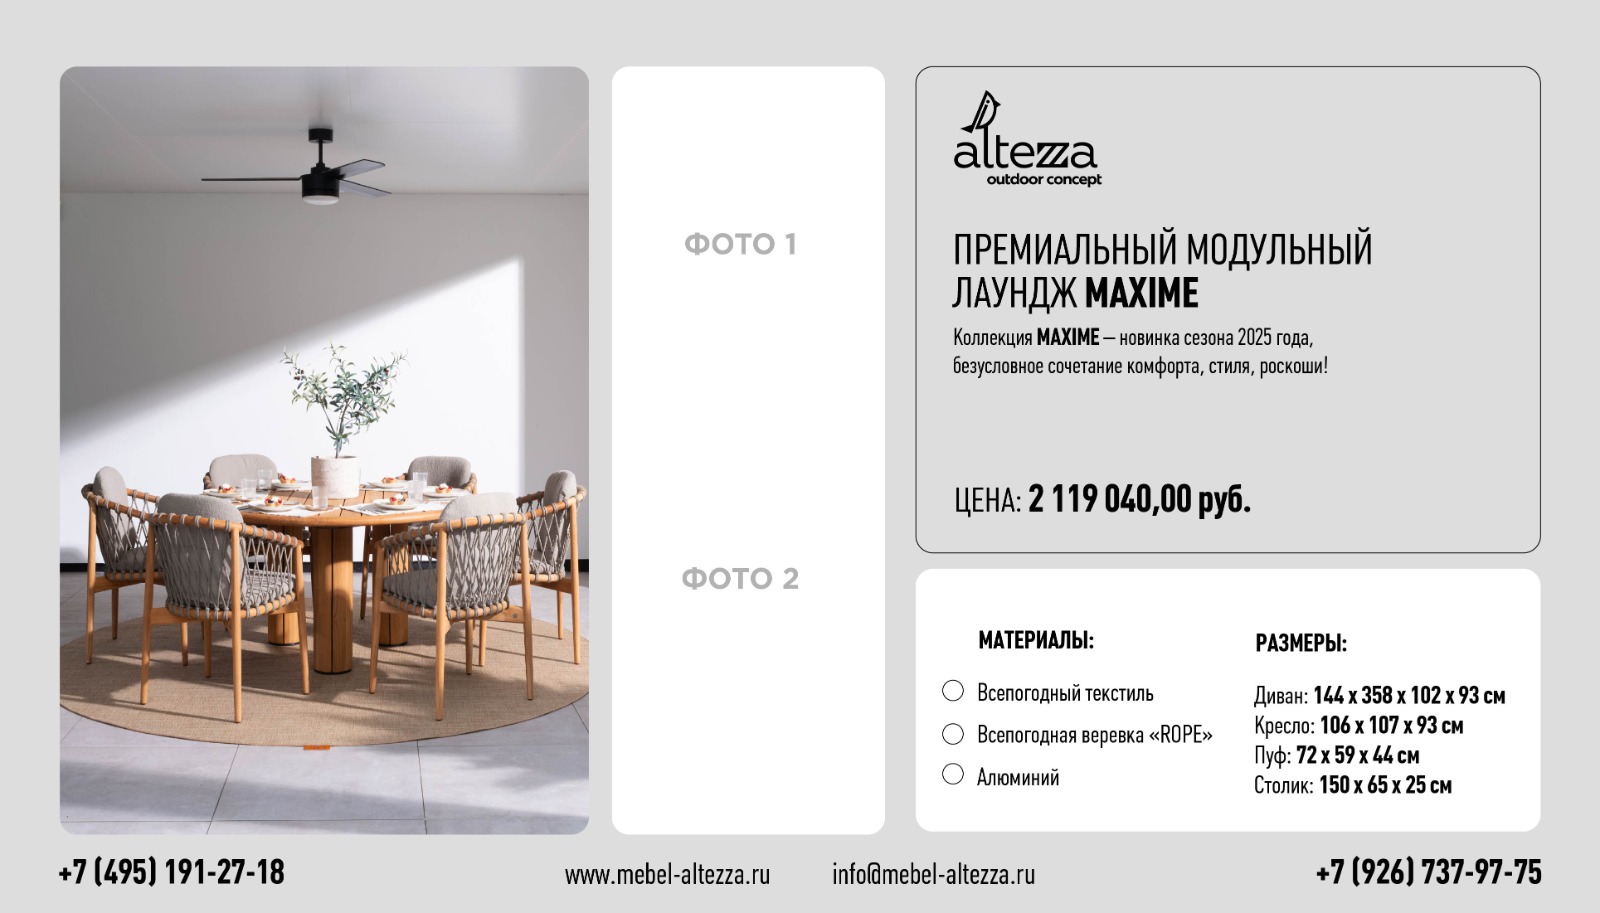 ФОТО 1
ФОТО 2
altezza
outdoor concept
ПРЕМИАЛЬНЫЙ МОДУЛЬНЫЙ
ЛАУНДЖ MAXIME
Коллекция MAXIME – новинка сезона 2025 года,
безусловное сочетание комфорта, стиля, роскоши!
ЦЕНА: 2 119 040,00 руб.
МАТЕРИАЛЫ:
Всепогодный текстиль
Всепогодная веревка «ROPE»
Алюминий
РАЗМЕРЫ:
Диван: 144 x 358 x 102 x 93 см
Кресло: 106 x 107 x 93 см
Пуф: 72 x 59 x 44 см
Столик: 150 x 65 x 25 см
+7 (495) 191-27-18
www.mebel-altezza.ru
info@mebel-altezza.ru
+7 (926) 737-97-75